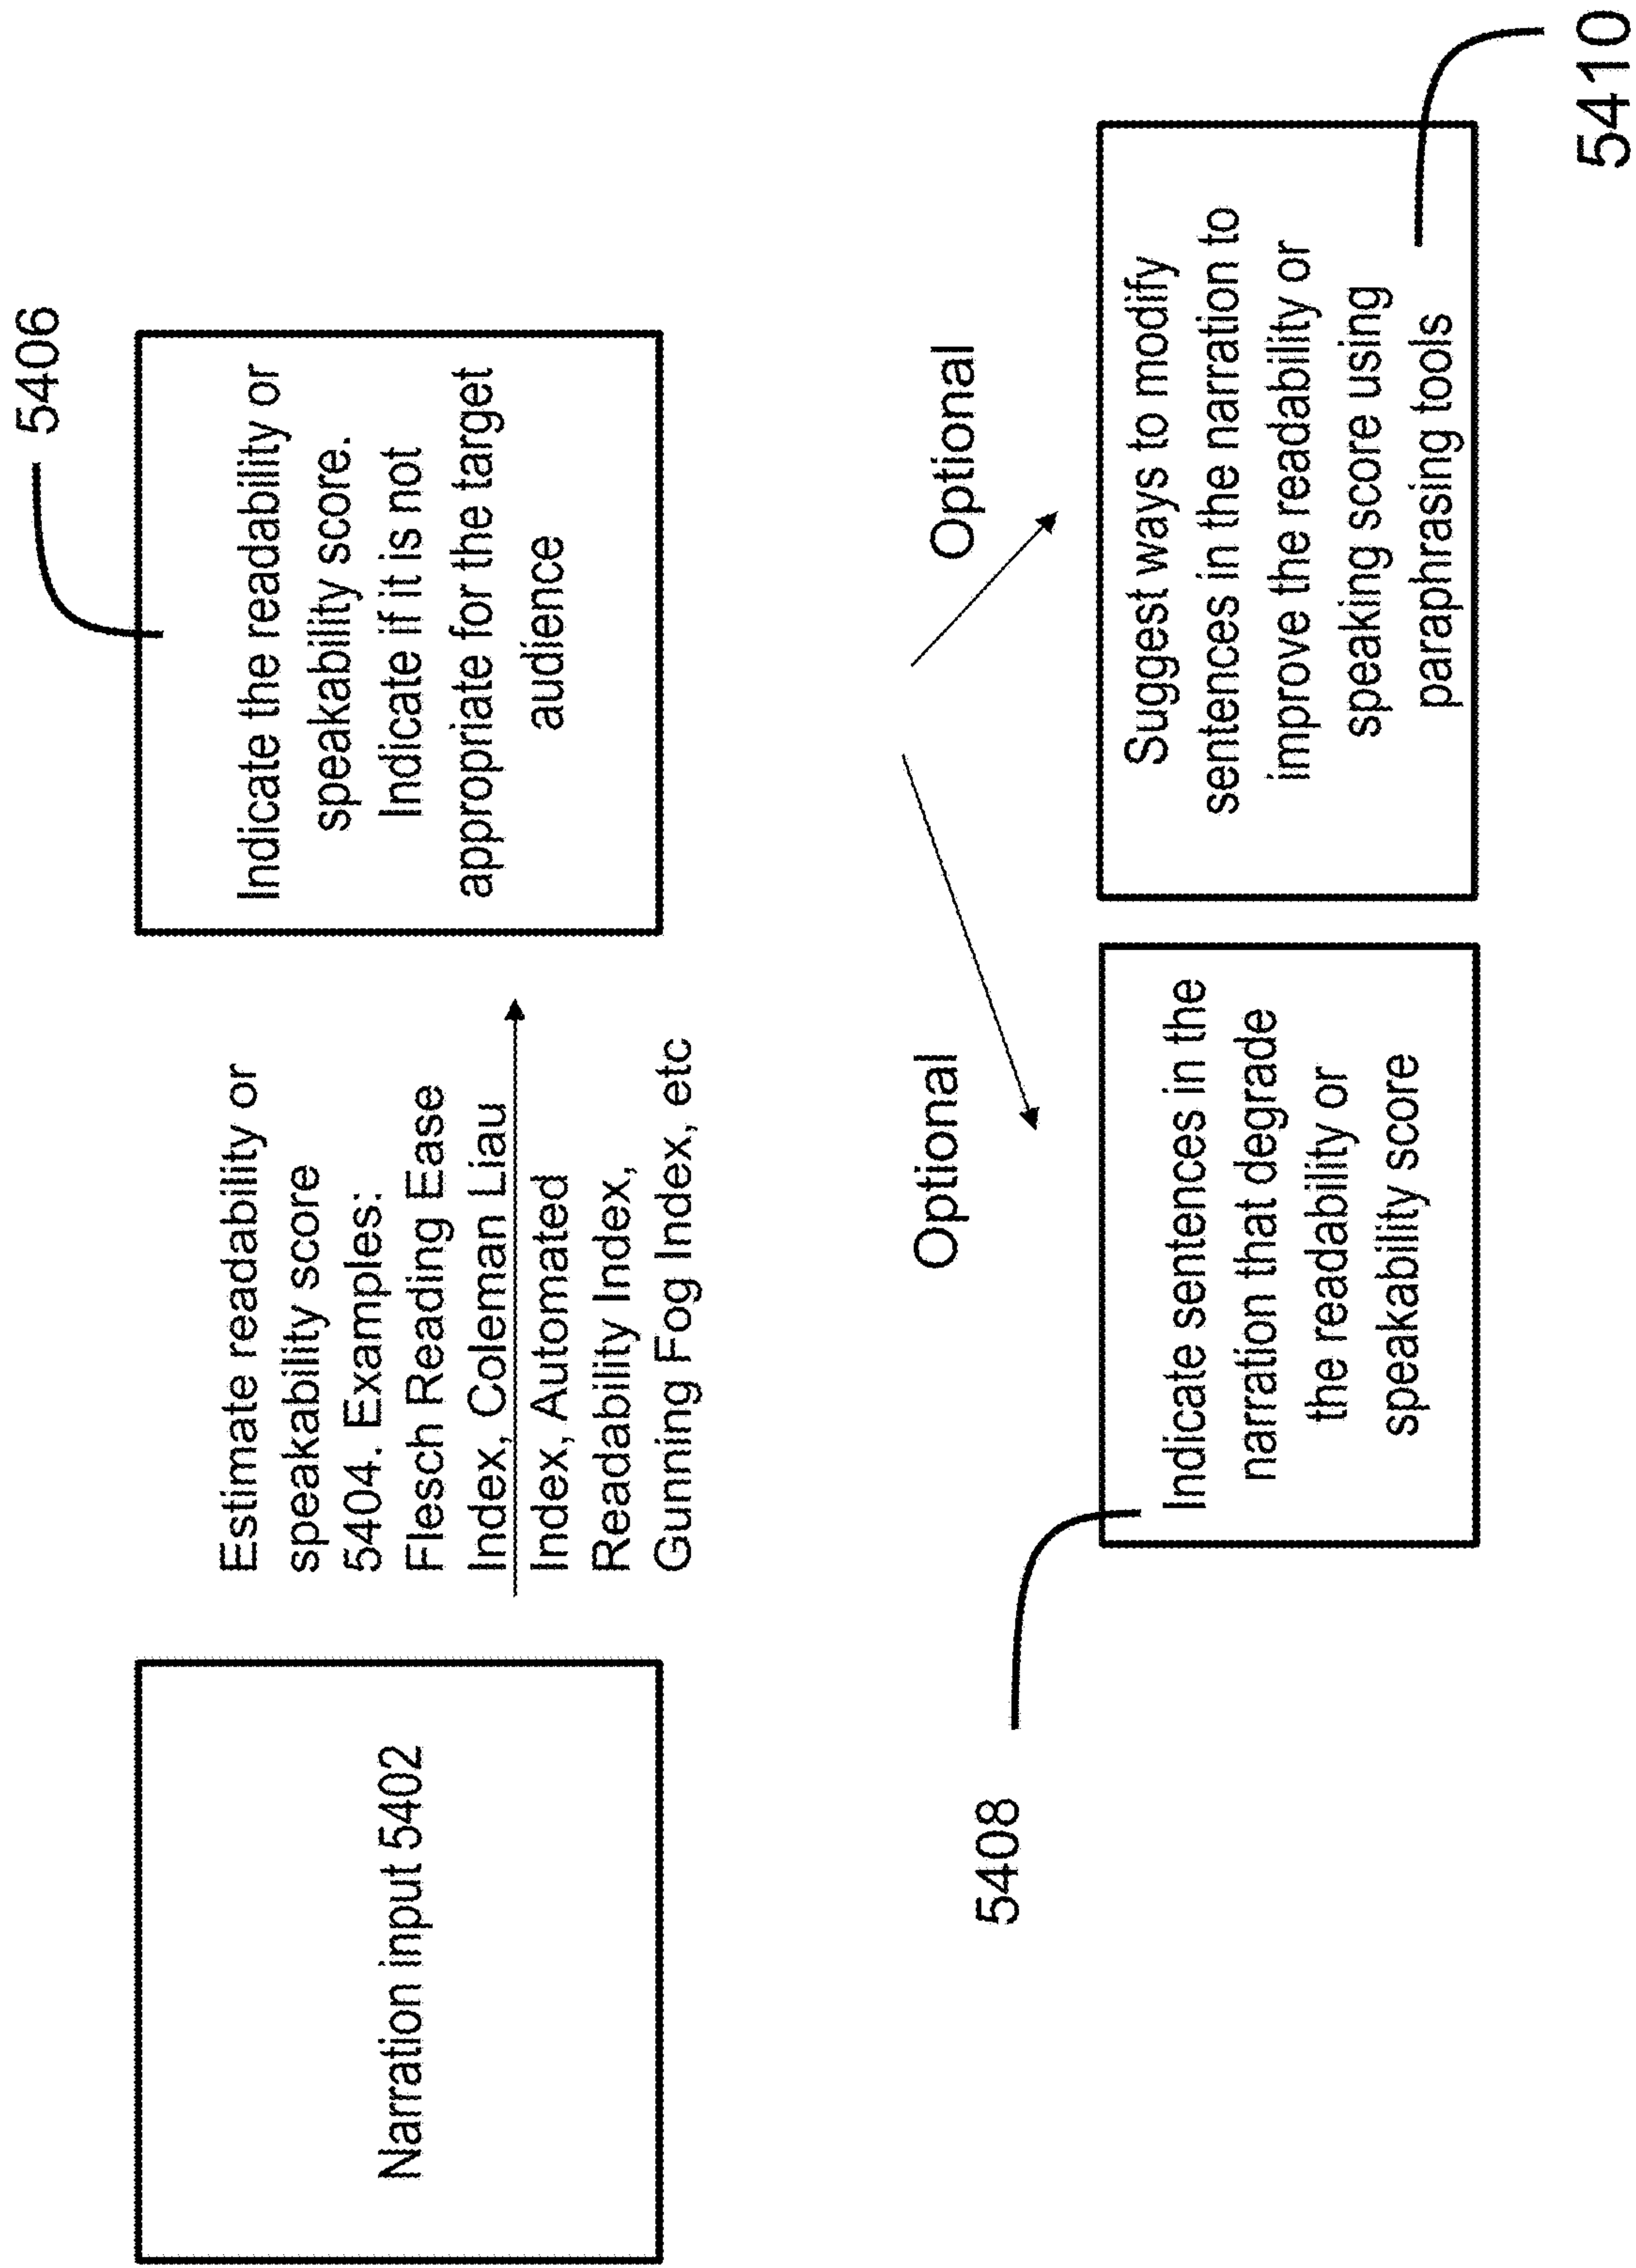 Narration input 5402
Estimate readability or
speakability score
5404. Examples:
Flesch Reading Ease
Index, Coleman Liau
Index, Automated
Readability Index,
Gunning Fog Index, etc
5406
Indicate the readability or
speakability score.
Indicate if it is not
appropriate for the target
audience
Optional
Optional
5408
Indicate sentences in the
narration that degrade
the readability or
speakability score
Suggest ways to modify
sentences in the narration to
improve the readability or
speaking score using
paraphrasing tools
5410